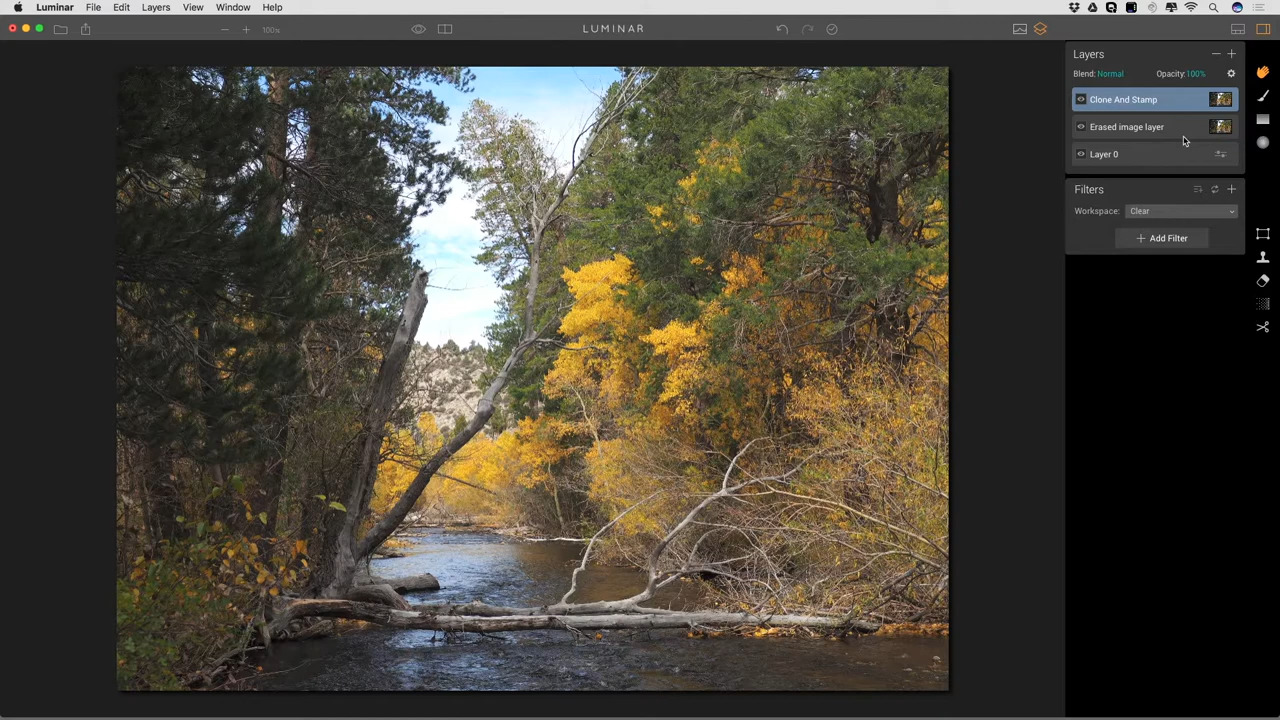 Luminar File Edit Layers View Window Help
100% LUMINAR
Layers
Blend: Normal Opacity: 100%
Clone And Stamp
Erased image layer
Layer 0
Filters
Workspace: Clear
Add Filter